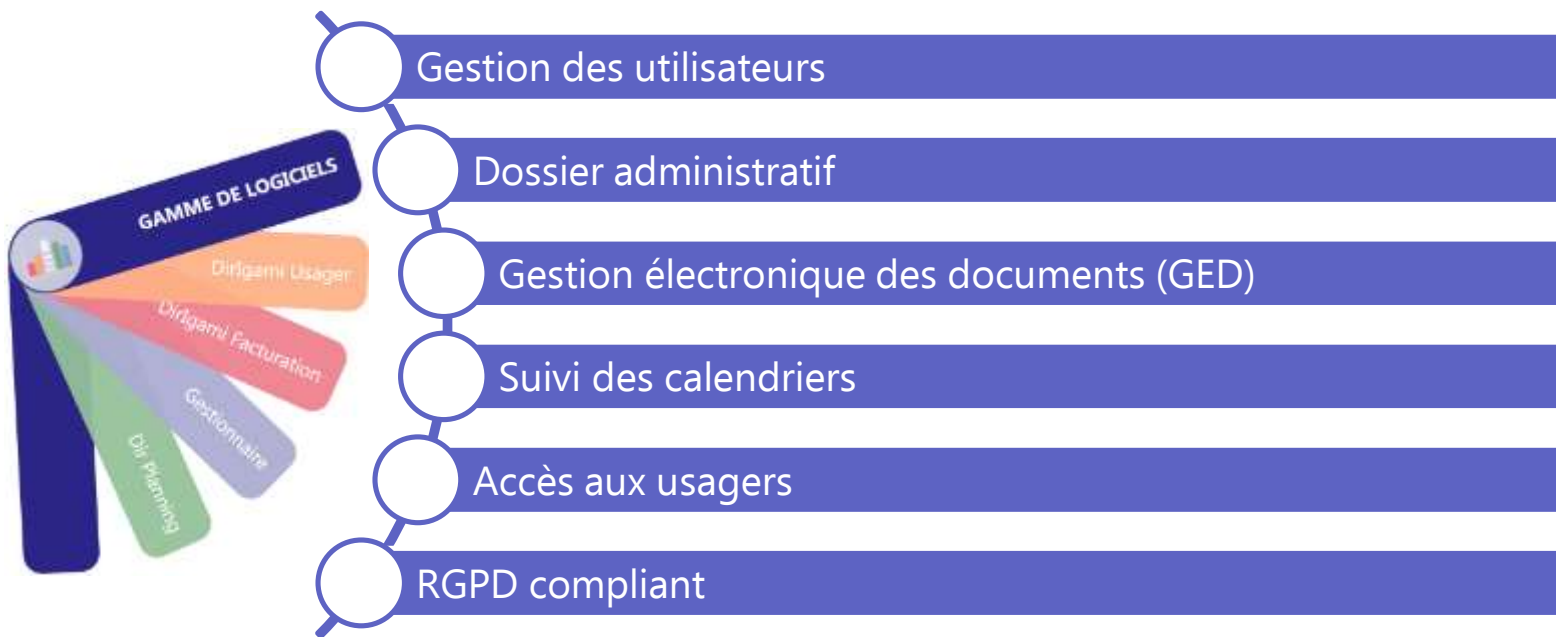 Gestion des utilisateurs
Dossier administratif
Gestion électronique des documents (GED)
Suivi des calendriers
Accès aux usagers
RGPD compliant
GAMME DE LOGICIELS
DirIgami Usager
DirIgami Facturation
Gestionnaire
Dir Planning